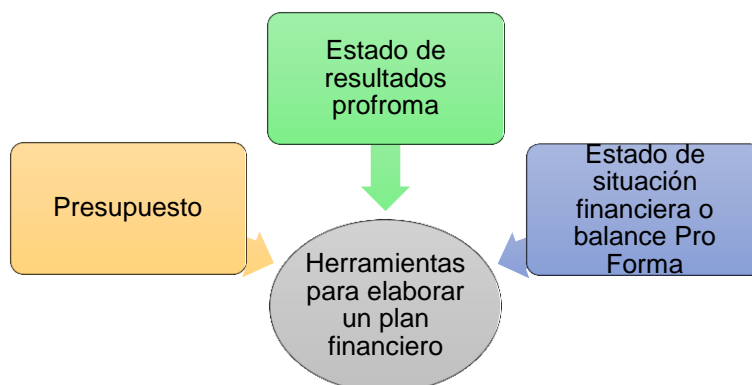 Estado de
resultados
profroma
Presupuesto
Estado de
situación
financiera o
balance Pro
Forma
Herramientas
para elaborar
un plan
financiero